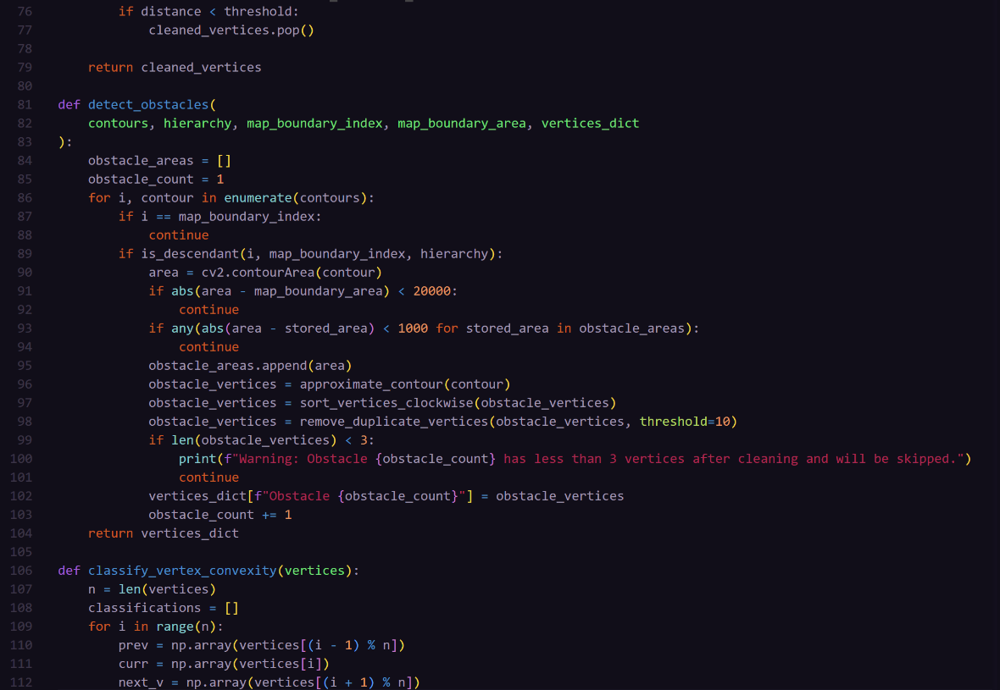 76 if distance < threshold:
77 cleaned_vertices.pop()
78
79 return cleaned_vertices
80
81 def detect_obstacles(
82 contours, hierarchy, map_boundary_index, map_boundary_area, vertices_dict
83 ):
84 obstacle_areas = []
85 obstacle_count = 1
86 for i, contour in enumerate(contours):
87 if i == map_boundary_index:
88 continue
89 if is_descendant(i, map_boundary_index, hierarchy):
90 area = cv2.contourArea(contour)
91 if abs(area - map_boundary_area) < 20000:
92 continue
93 if any(abs(area - stored_area) < 1000 for stored_area in obstacle_areas):
94 continue
95 obstacle_areas.append(area)
96 obstacle_vertices = approximate_contour(contour)
97 obstacle_vertices = sort_vertices_clockwise(obstacle_vertices)
98 obstacle_vertices = remove_duplicate_vertices(obstacle_vertices, threshold=10)
99 if len(obstacle_vertices) < 3:
100 print(f"Warning: Obstacle {obstacle_count} has less than 3 vertices after cleaning and will be skipped.")
101 continue
102 vertices_dict[f"Obstacle {obstacle_count}"] = obstacle_vertices
103 obstacle_count += 1
104 return vertices_dict
105
106 def classify_vertex_convexity(vertices):
107 n = len(vertices)
108 classifications = []
109 for i in range(n):
110 prev = np.array(vertices[(i - 1) % n])
111 curr = np.array(vertices[i])
112 next_v = np.array(vertices[(i + 1) % n])